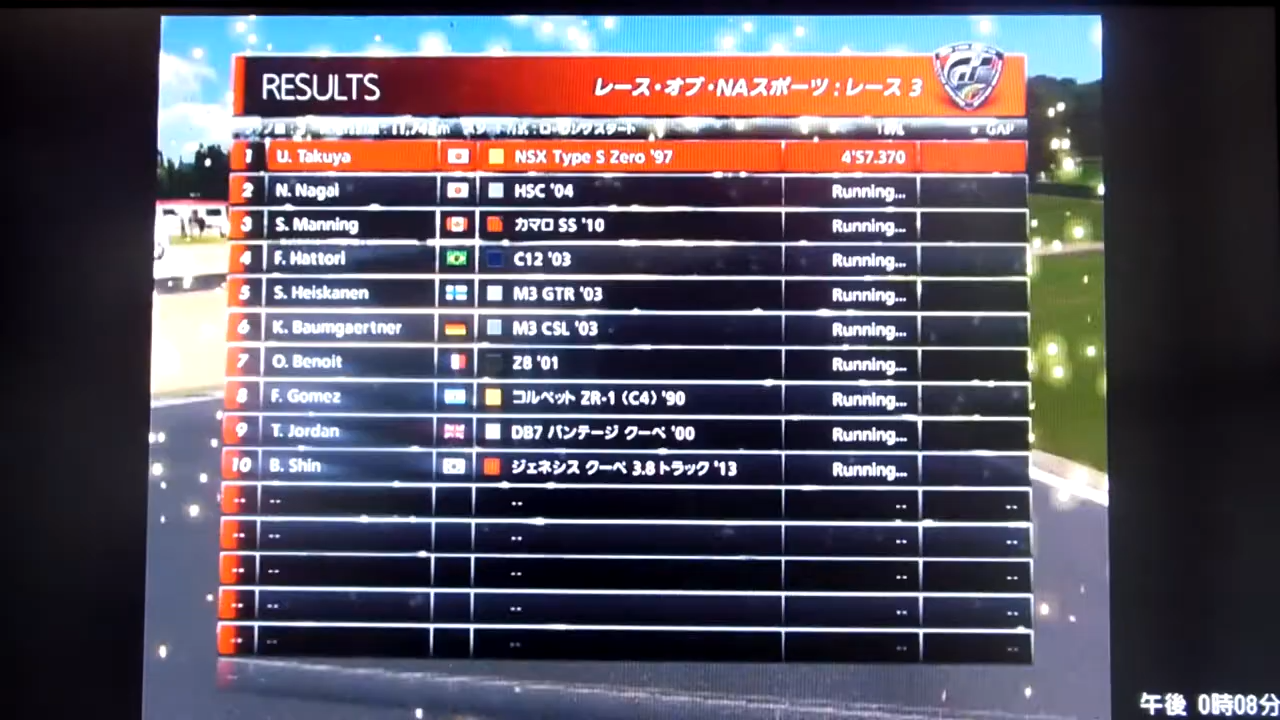 RESULTS
レース・オブ・NAスポーツ : レース 3
GAP
1 U. Takuya NSX Type S Zero '97 4'57.370
2 N. Nagai HSC '04 Running...
3 S. Manning カマロ SS '10 Running...
4 F. Hattori C12 '03 Running...
5 S. Heiskanen M3 GTR '03 Running...
6 K. Baumgaertner M3 CSL '03 Running...
7 O. Benoit Z8 '01 Running...
8 F. Gomez コルベット ZR-1 (C4) '90 Running...
9 T. Jordan DB7 バンテージ クーペ '00 Running...
10 B. Shin ジェネシス クーペ 3.8 トラック '13 Running...
-- -- -- -- --
-- -- -- -- --
-- -- -- -- --
-- -- -- -- --
-- -- -- -- --
午後 0時08分